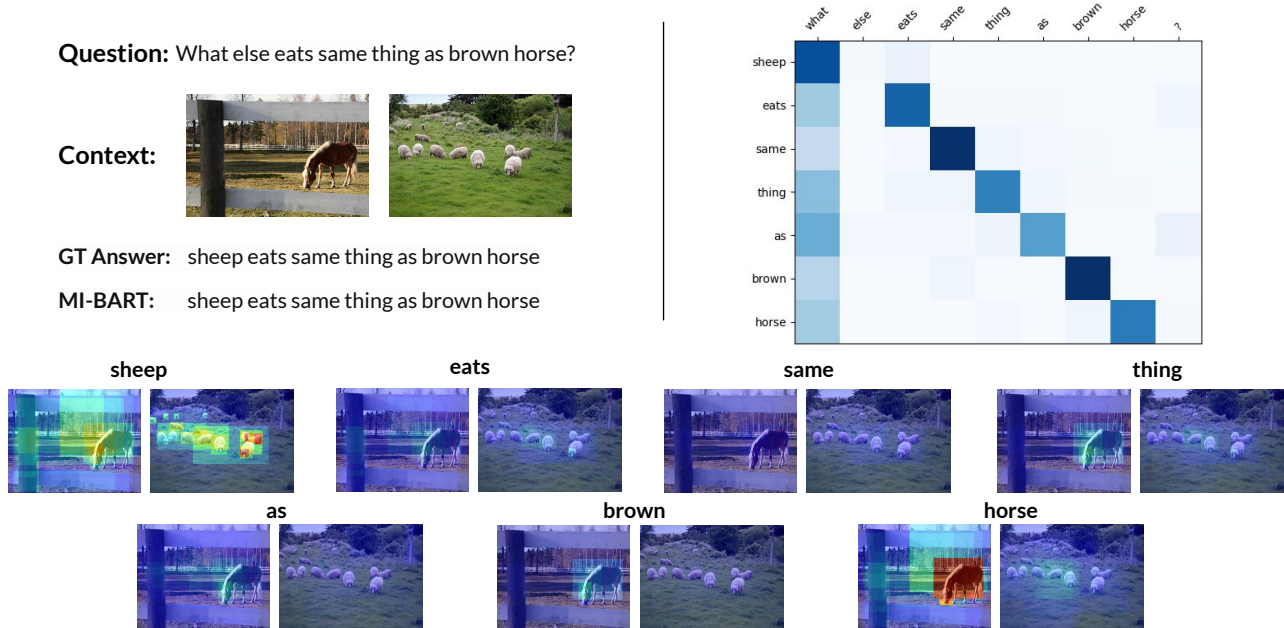 Question: What else eats same thing as brown horse?
Context:
GT Answer: sheep eats same thing as brown horse
MI-BART: sheep eats same thing as brown horse
what else eats same thing as brown horse ?
sheep
eats
same
thing
as
brown
horse
sheep eats same thing
as brown horse